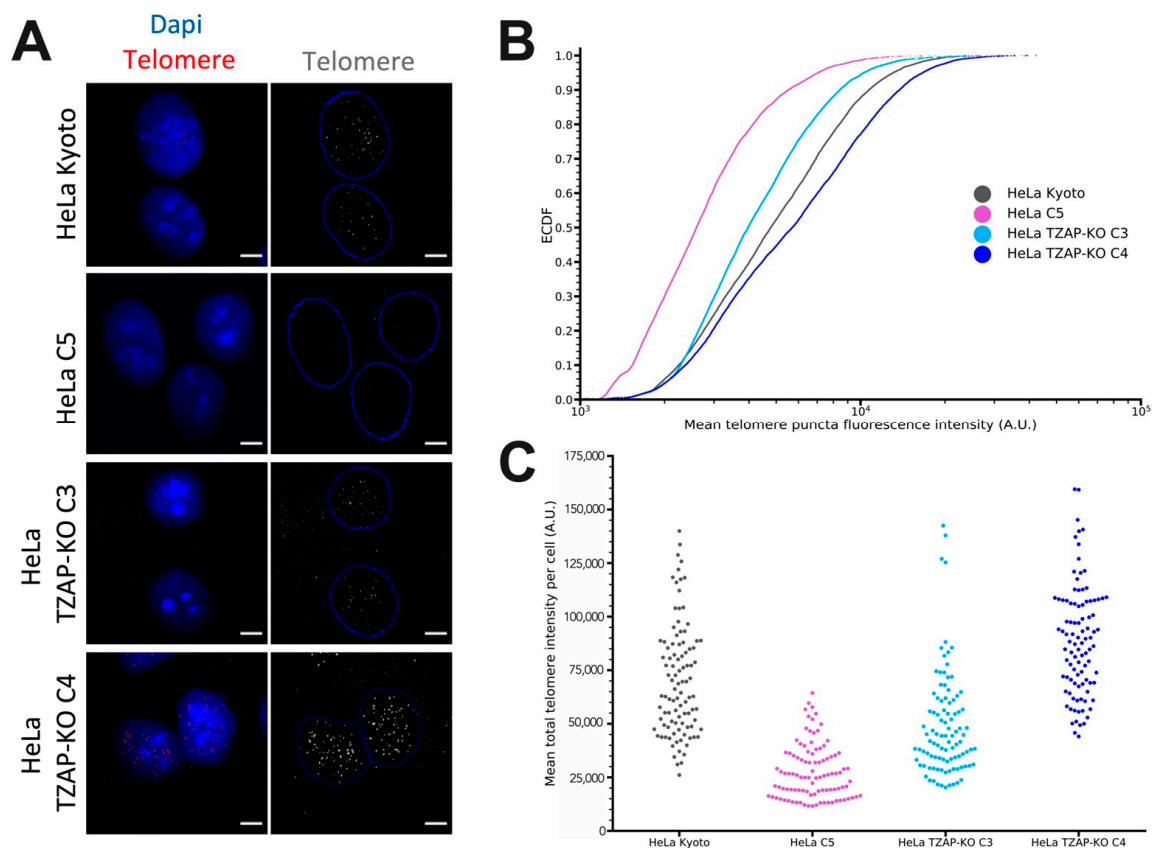 A
Dapi
Telomere
Telomere
HeLa Kyoto
HeLa C5
HeLa
TZAP-KO C3
HeLa
TZAP-KO C4
B
1.0
0.9
0.8
0.7
0.6
0.5
0.4
0.3
0.2
0.1
0.0
ECDF
10³
10⁴
10⁵
Mean telomere puncta fluorescence intensity (A.U.)
HeLa Kyoto
HeLa C5
HeLa TZAP-KO C3
HeLa TZAP-KO C4
C
175,000
150,000
125,000
100,000
75,000
50,000
25,000
0
Mean total telomere intensity per cell (A.U.)
HeLa Kyoto
HeLa C5
HeLa TZAP-KO C3
HeLa TZAP-KO C4